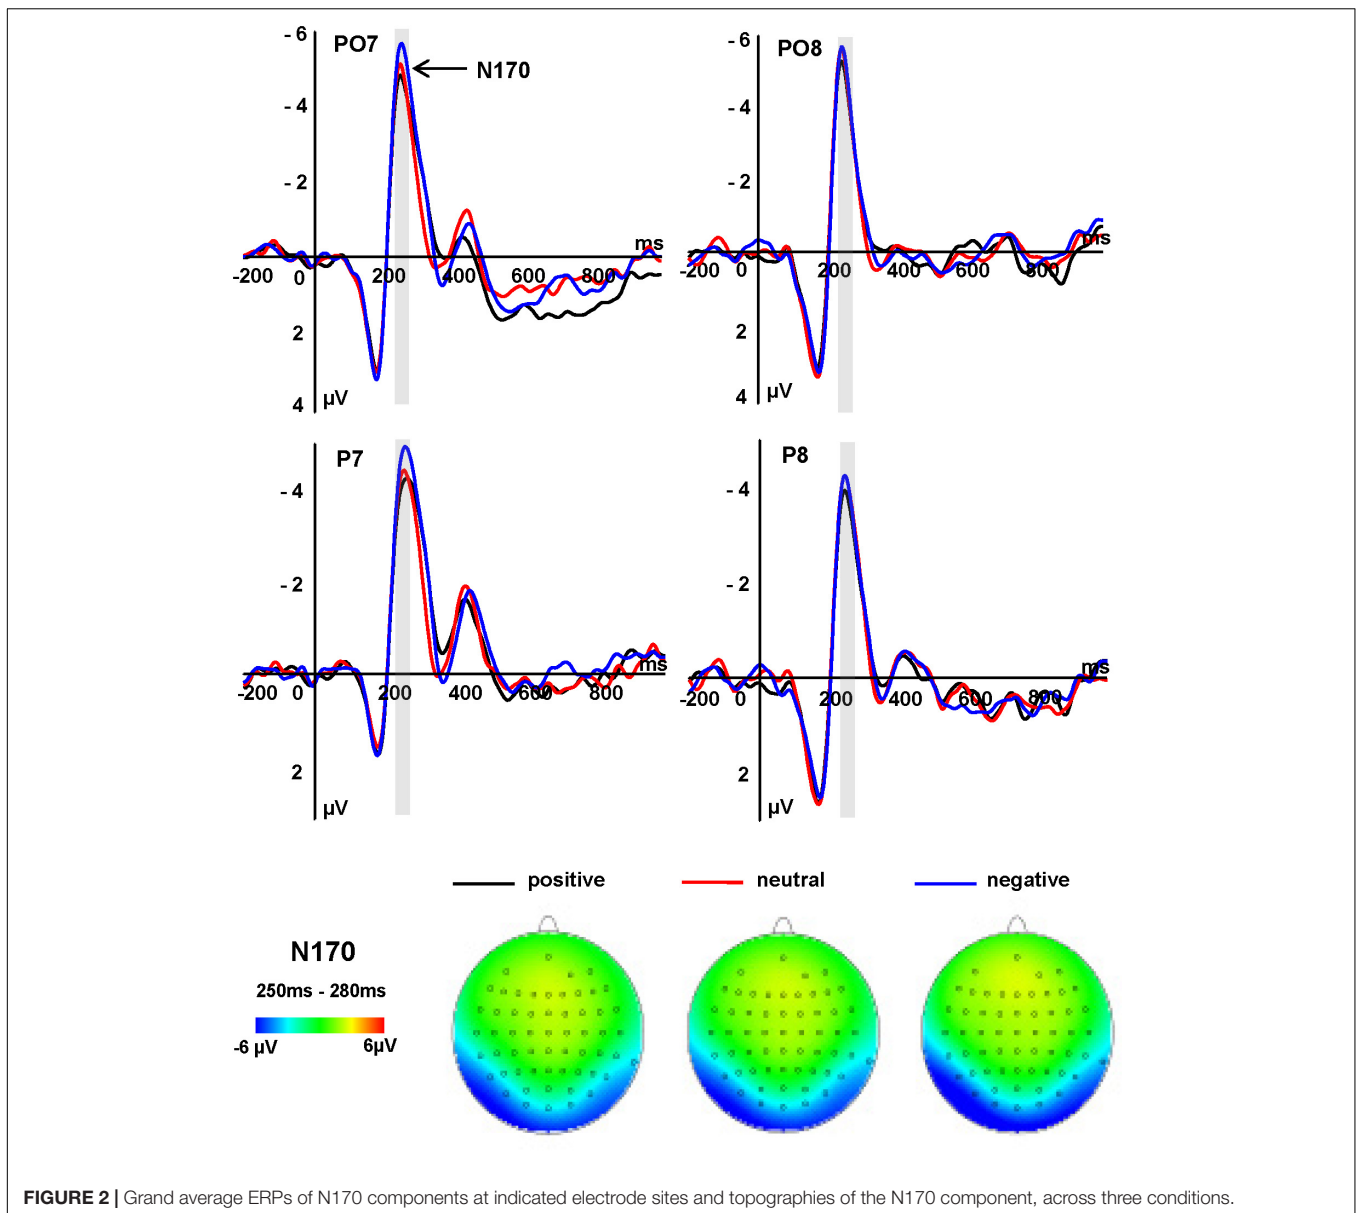 PO7
N170
- 6
- 4
- 2
0
2
4
µV
-200
200
400
600
800
ms
PO8
- 6
- 4
- 2
2
4
µV
-200
0
200
400
600
800
ms
P7
- 4
- 2
2
µV
-200
0
200
400
600
800
ms
P8
- 4
- 2
2
µV
-200
0
200
400
600
800
ms
positive neutral negative
N170
250ms - 280ms
-6 µV 6µV
FIGURE 2 | Grand average ERPs of N170 components at indicated electrode sites and topographies of the N170 component, across three conditions.